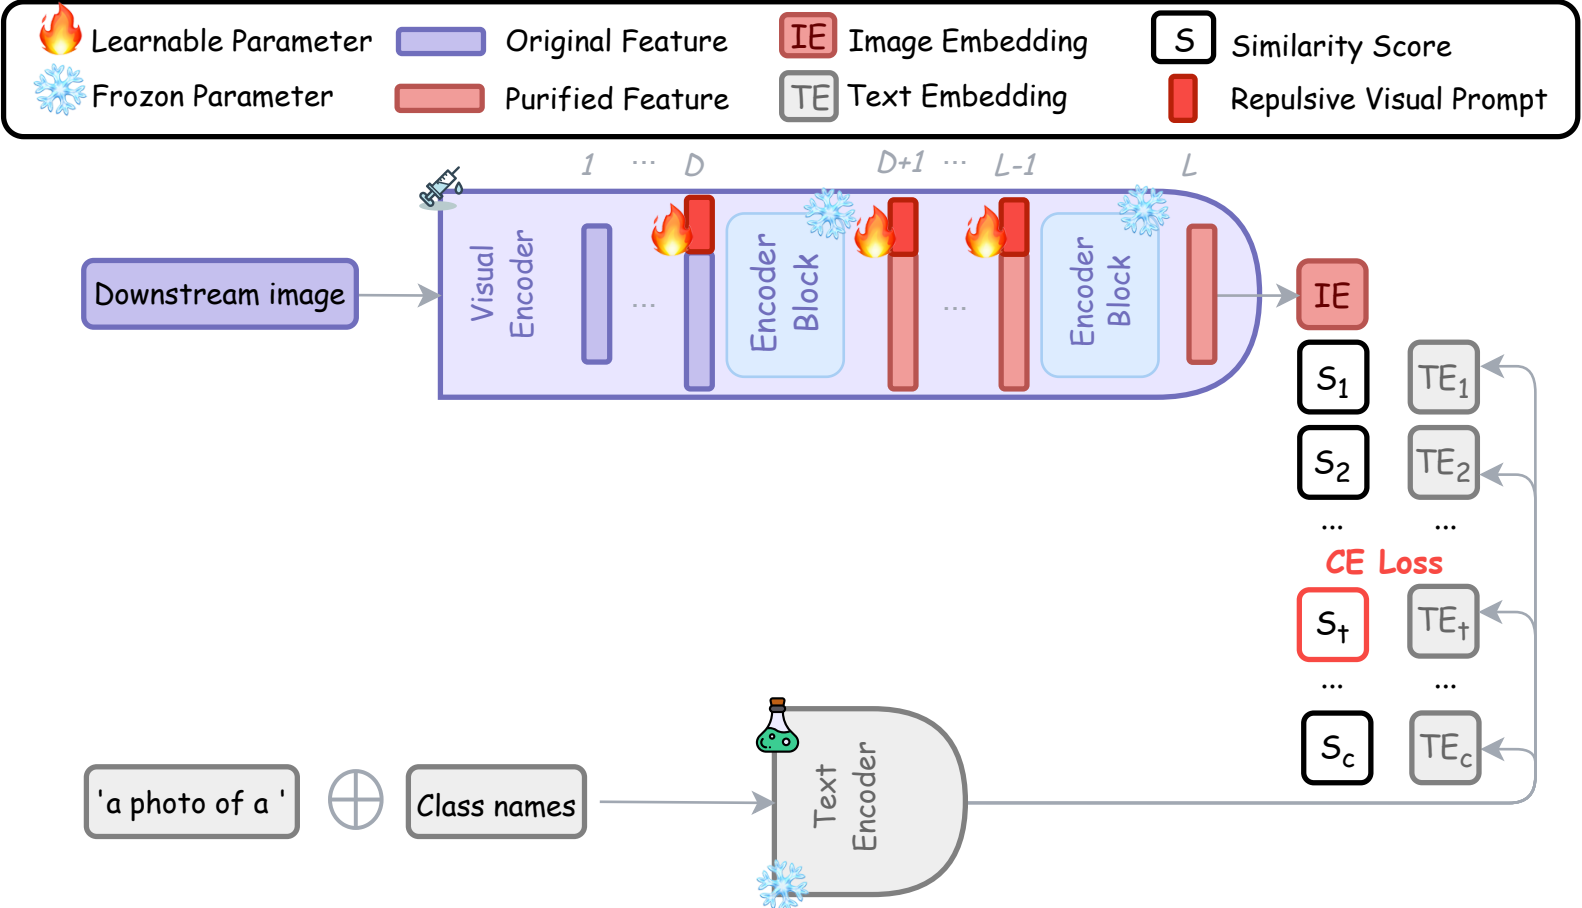 Learnable Parameter
Original Feature
IE Image Embedding
S Similarity Score
Frozon Parameter
Purified Feature
TE Text Embedding
Repulsive Visual Prompt
1 ... D D+1 ... L-1 L
Downstream image
Visual
Encoder
...
Encoder
Block
...
Encoder
Block
IE
S1 TE1
S2 TE2
... ...
CE Loss
St TEt
... ...
Sc TEc
'a photo of a '
Class names
Text
Encoder